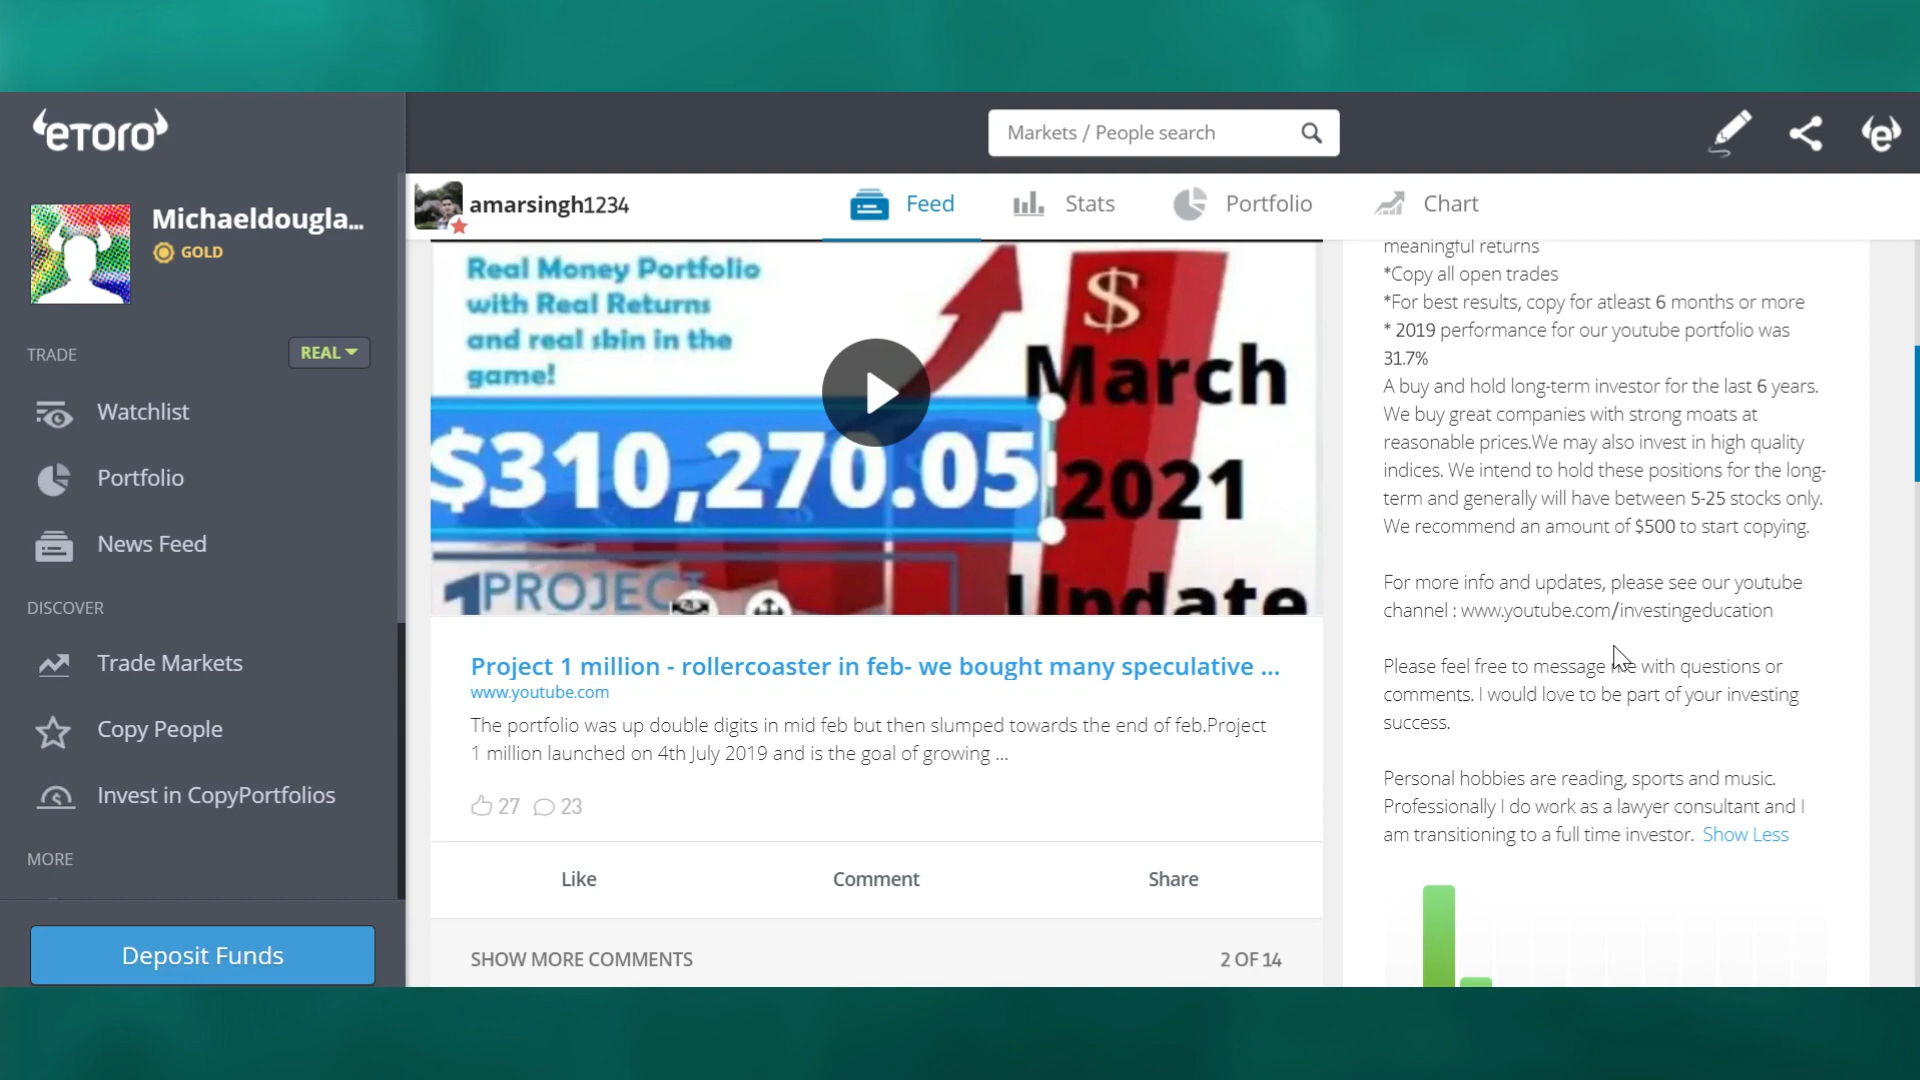 eToro
Markets / People search
Michaeldougla...
GOLD
TRADE
REAL
Watchlist
Portfolio
News Feed
DISCOVER
Trade Markets
Copy People
Invest in CopyPortfolios
MORE
Deposit Funds
amarsingh1234
Feed
Stats
Portfolio
Chart
Real Money Portfolio
with Real Returns
and real skin in the
game!
$310,270.05
$
March
2021
Update
1PROJECT
Project 1 million - rollercoaster in feb- we bought many speculative ...
www.youtube.com
The portfolio was up double digits in mid feb but then slumped towards the end of feb.Project
1 million launched on 4th July 2019 and is the goal of growing ...
27
23
Like
Comment
Share
SHOW MORE COMMENTS
2 OF 14
meaningful returns
*Copy all open trades
*For best results, copy for atleast 6 months or more
* 2019 performance for our youtube portfolio was
31.7%
A buy and hold long-term investor for the last 6 years.
We buy great companies with strong moats at
reasonable prices.We may also invest in high quality
indices. We intend to hold these positions for the long-
term and generally will have between 5-25 stocks only.
We recommend an amount of $500 to start copying.
For more info and updates, please see our youtube
channel : www.youtube.com/investingeducation
Please feel free to message me with questions or
comments. I would love to be part of your investing
success.
Personal hobbies are reading, sports and music.
Professionally I do work as a lawyer consultant and I
am transitioning to a full time investor. Show Less